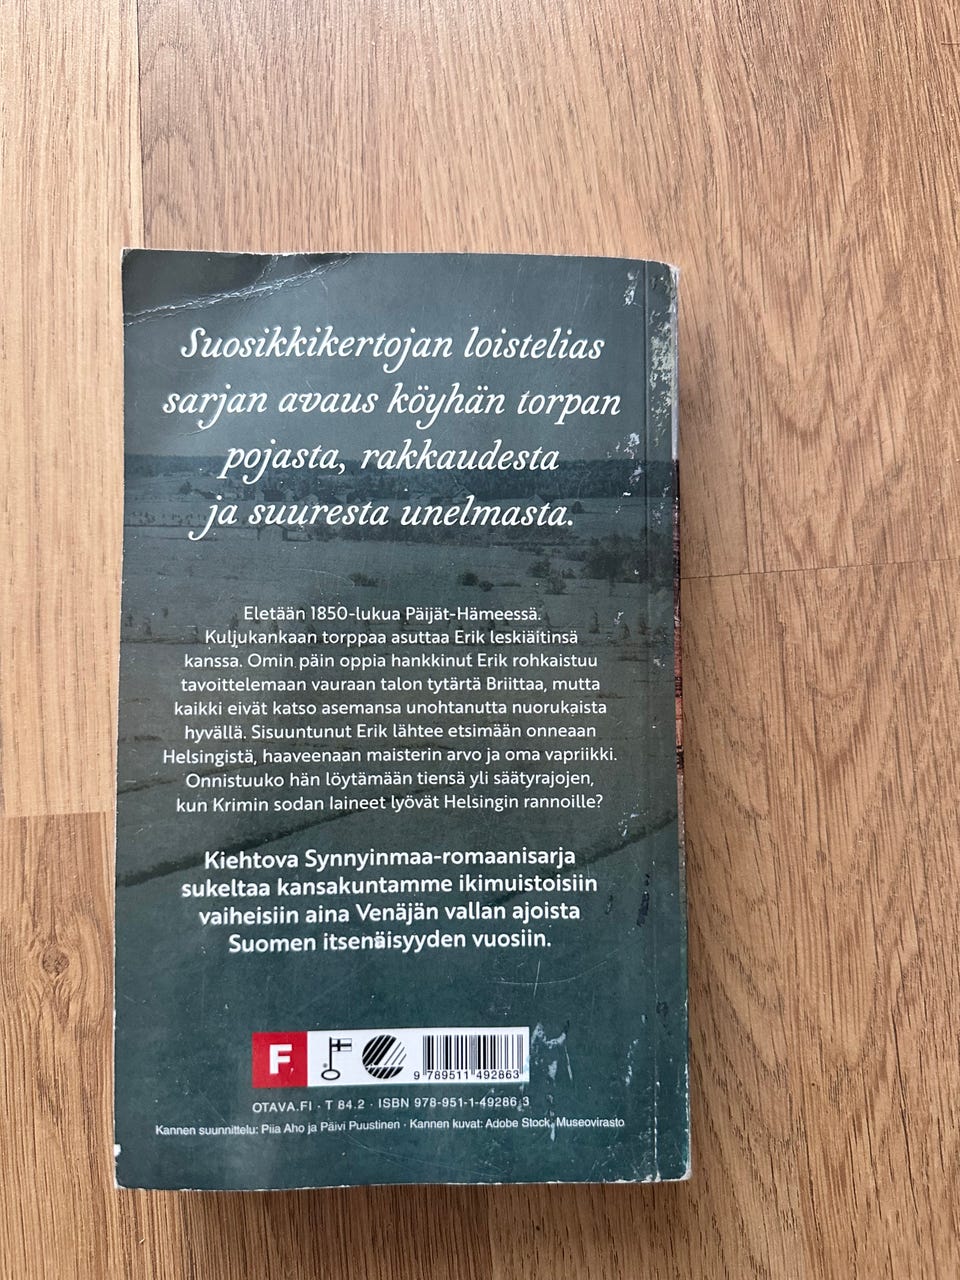 Suosikkikertojan loistelias
sarjan avaus köyhän torpan
pojasta, rakkaudesta
ja suuresta unelmasta.
Eletään 1850-lukua Päijät-Hämeessä.
Kuljukankaan torppaa asuttaa Erik leskiäitinsä
kanssa. Omin päin oppia hankkinut Erik rohkaistuu
tavoittelemaan vauraan talon tytärtä Briittaa, mutta
kaikki eivät katso asemansa unohtanutta nuorukaista
hyvällä. Sisuuntunut Erik lähtee etsimään onneaan
Helsingistä, haaveenaan maisterin arvo ja oma vapriikki.
Onnistuuko hän löytämään tiensä yli säätyrajojen,
kun Krimin sodan laineet lyövät Helsingin rannoille?
Kiehtova Synnyinmaa-romaanisarja
sukeltaa kansakuntamme ikimuistoisiin
vaiheisiin aina Venäjän vallan ajoista
Suomen itsenäisyyden vuosiin.
F
9 789511 492863
OTAVA.FI · T 84.2 · ISBN 978-951-1-49286-3
Kannen suunnittelu: Piia Aho ja Päivi Puustinen · Kannen kuvat: Adobe Stock, Museovirasto